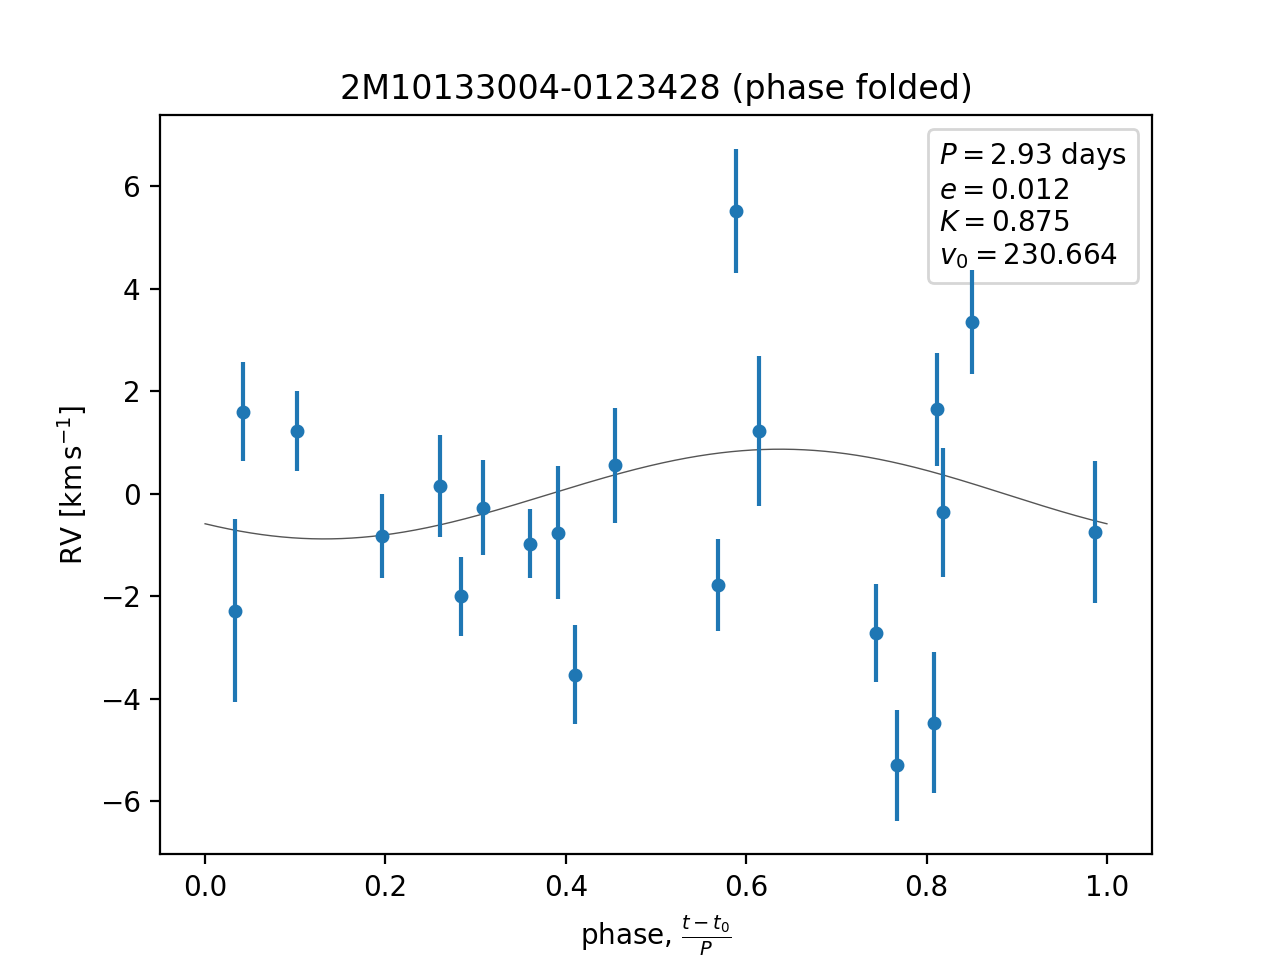 2M10133004-0123428 (phase folded)
P = 2.93 days
e = 0.012
K = 0.875
v₀ = 230.664
RV [km s⁻¹]
6
4
2
0
−2
−4
−6
0.0 0.2 0.4 0.6 0.8 1.0
phase, (t − t₀)/P